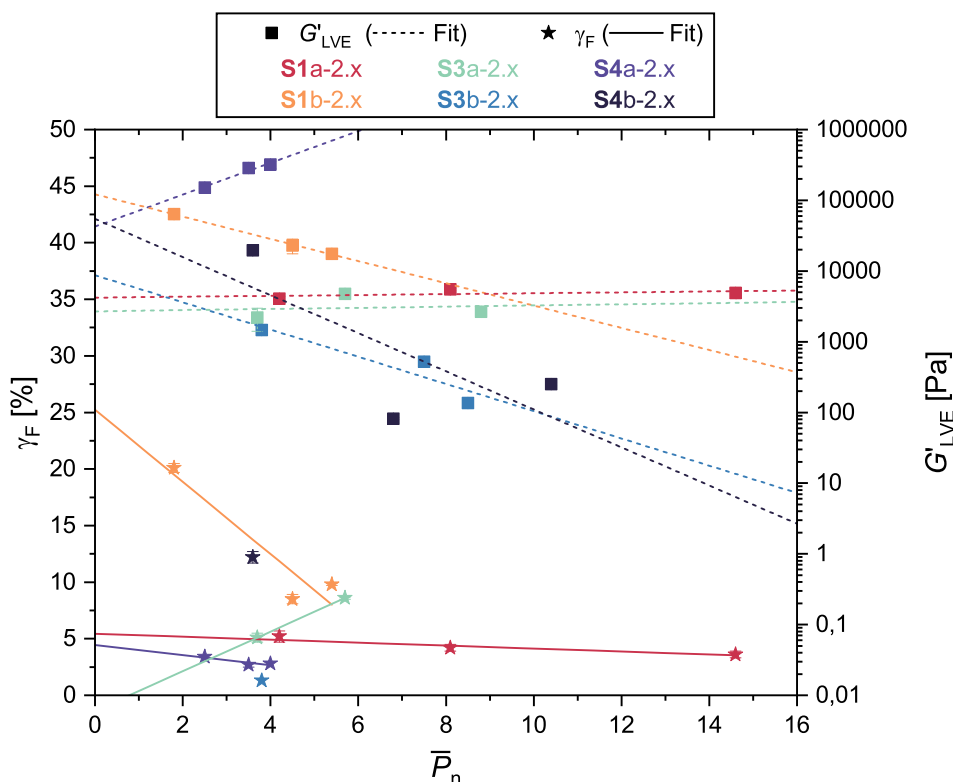 G'LVE (------ Fit) γF (—— Fit)
S1a-2.x S3a-2.x S4a-2.x
S1b-2.x S3b-2.x S4b-2.x
50 1000000
45 100000
40 10000
35 1000
30 100
25 10
20 1
15 0,1
10 0,01
5
0
γF [%]
G'LVE [Pa]
0 2 4 6 8 10 12 14 16
P̅n